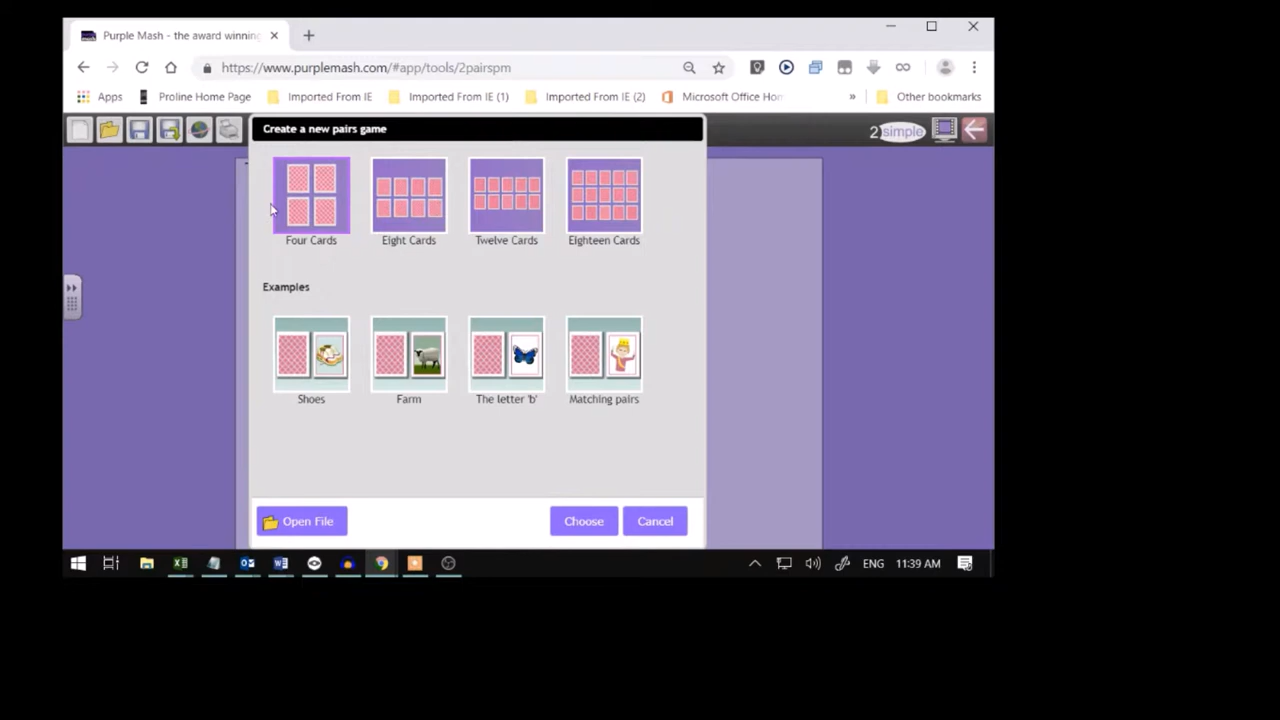 Purple Mash - the award winning
https://www.purplemash.com/#app/tools/2pairspm
Apps Proline Home Page Imported From IE Imported From IE (1) Imported From IE (2) Microsoft Office Hom » Other bookmarks
Create a new pairs game
2simple
Four Cards Eight Cards Twelve Cards Eighteen Cards
Examples
Shoes Farm The letter 'b' Matching pairs
Open File Choose Cancel
ENG 11:39 AM